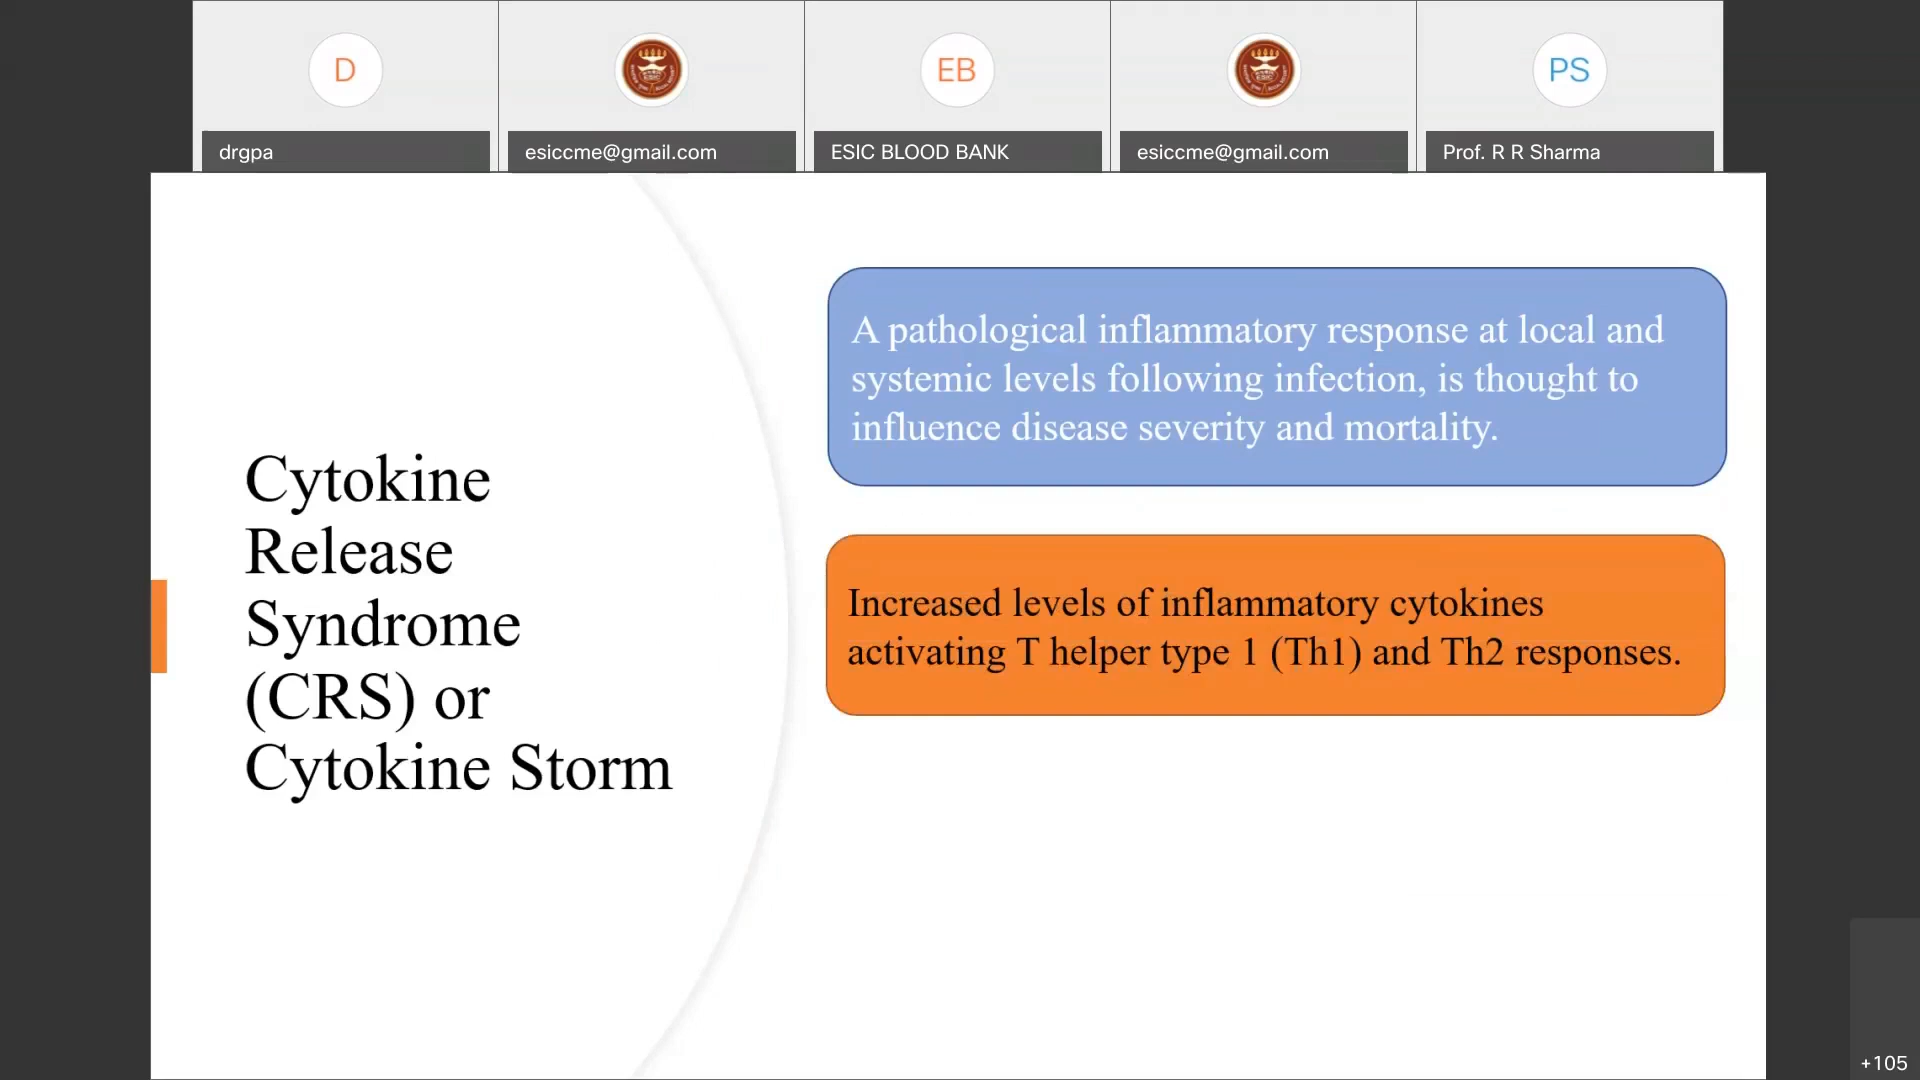 D
EB
PS
drgpa
esiccme@gmail.com
ESIC BLOOD BANK
esiccme@gmail.com
Prof. R R Sharma
Cytokine
Release
Syndrome
(CRS) or
Cytokine Storm
A pathological inflammatory response at local and
systemic levels following infection, is thought to
influence disease severity and mortality.
Increased levels of inflammatory cytokines
activating T helper type 1 (Th1) and Th2 responses.
+105